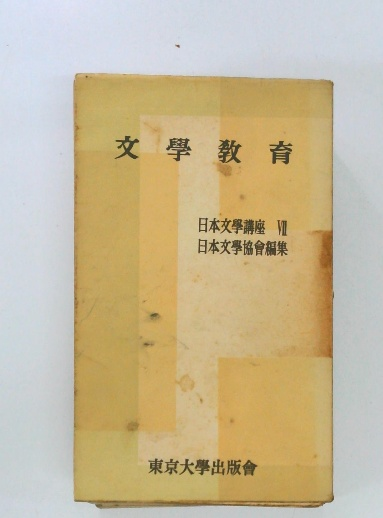 文學教育
日本文學講座 Ⅶ
日本文學協會編集
東京大學出版會